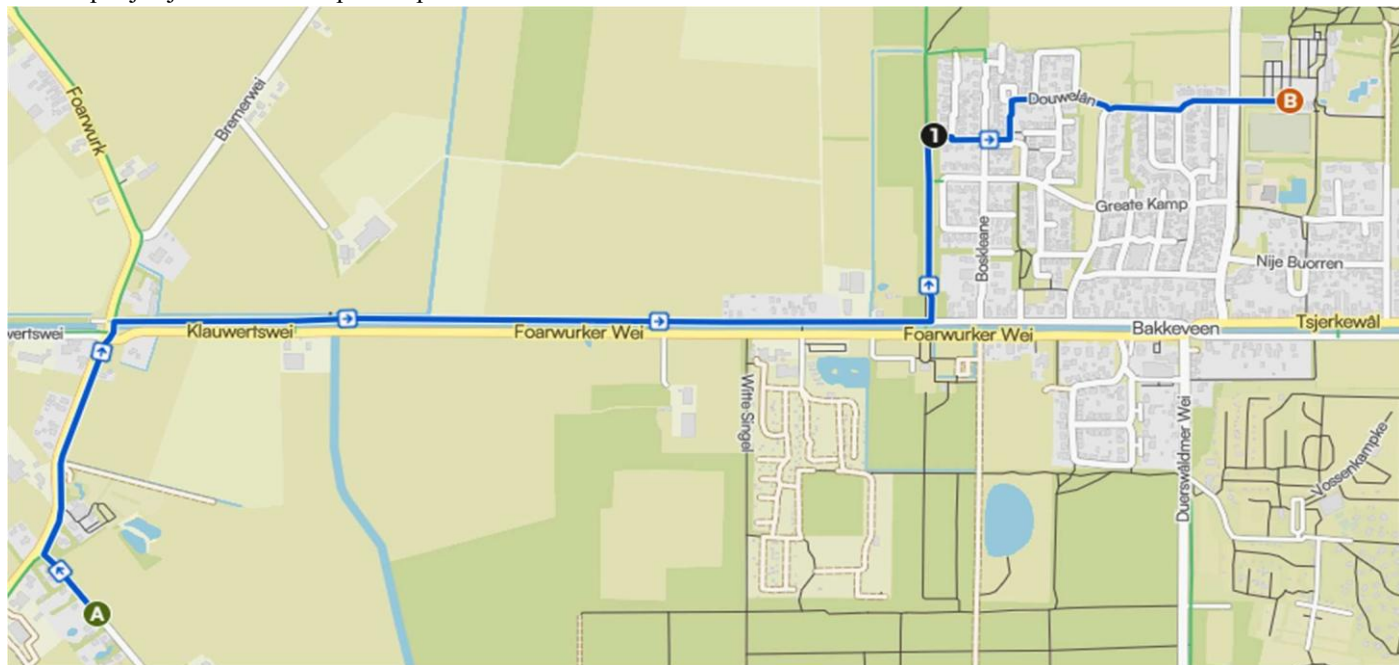 Foarwurk
Bremerwei
Douwelân
B
1
Greate Kamp
Boskleane
Nije Buorren
wertswei
Klauwertswei
Foarwurker Wei
Foarwurker Wei
Bakkeveen
Tsjerkewâl
Witte Singel
Duerswâldmer Wei
Vossenkampke
A